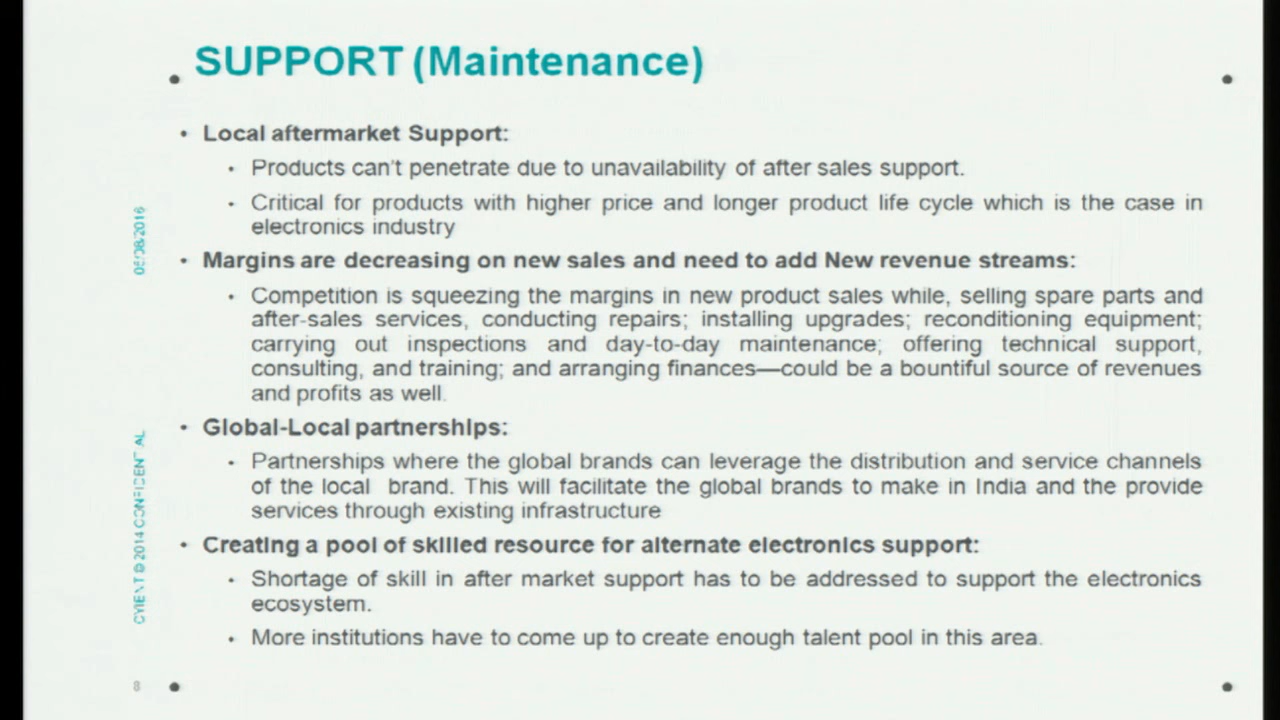 SUPPORT (Maintenance)
• Local aftermarket Support:
• Products can't penetrate due to unavailability of after sales support.
• Critical for products with higher price and longer product life cycle which is the case in
electronics industry
• Margins are decreasing on new sales and need to add New revenue streams:
• Competition is squeezing the margins in new product sales while, selling spare parts and
after-sales services, conducting repairs; installing upgrades; reconditioning equipment;
carrying out inspections and day-to-day maintenance; offering technical support,
consulting, and training; and arranging finances—could be a bountiful source of revenues
and profits as well.
• Global-Local partnerships:
• Partnerships where the global brands can leverage the distribution and service channels
of the local brand. This will facilitate the global brands to make in India and the provide
services through existing infrastructure
• Creating a pool of skilled resource for alternate electronics support:
• Shortage of skill in after market support has to be addressed to support the electronics
ecosystem.
• More institutions have to come up to create enough talent pool in this area.
05/08/2016
CYIENT © 2014 CONFIDENTIAL
8